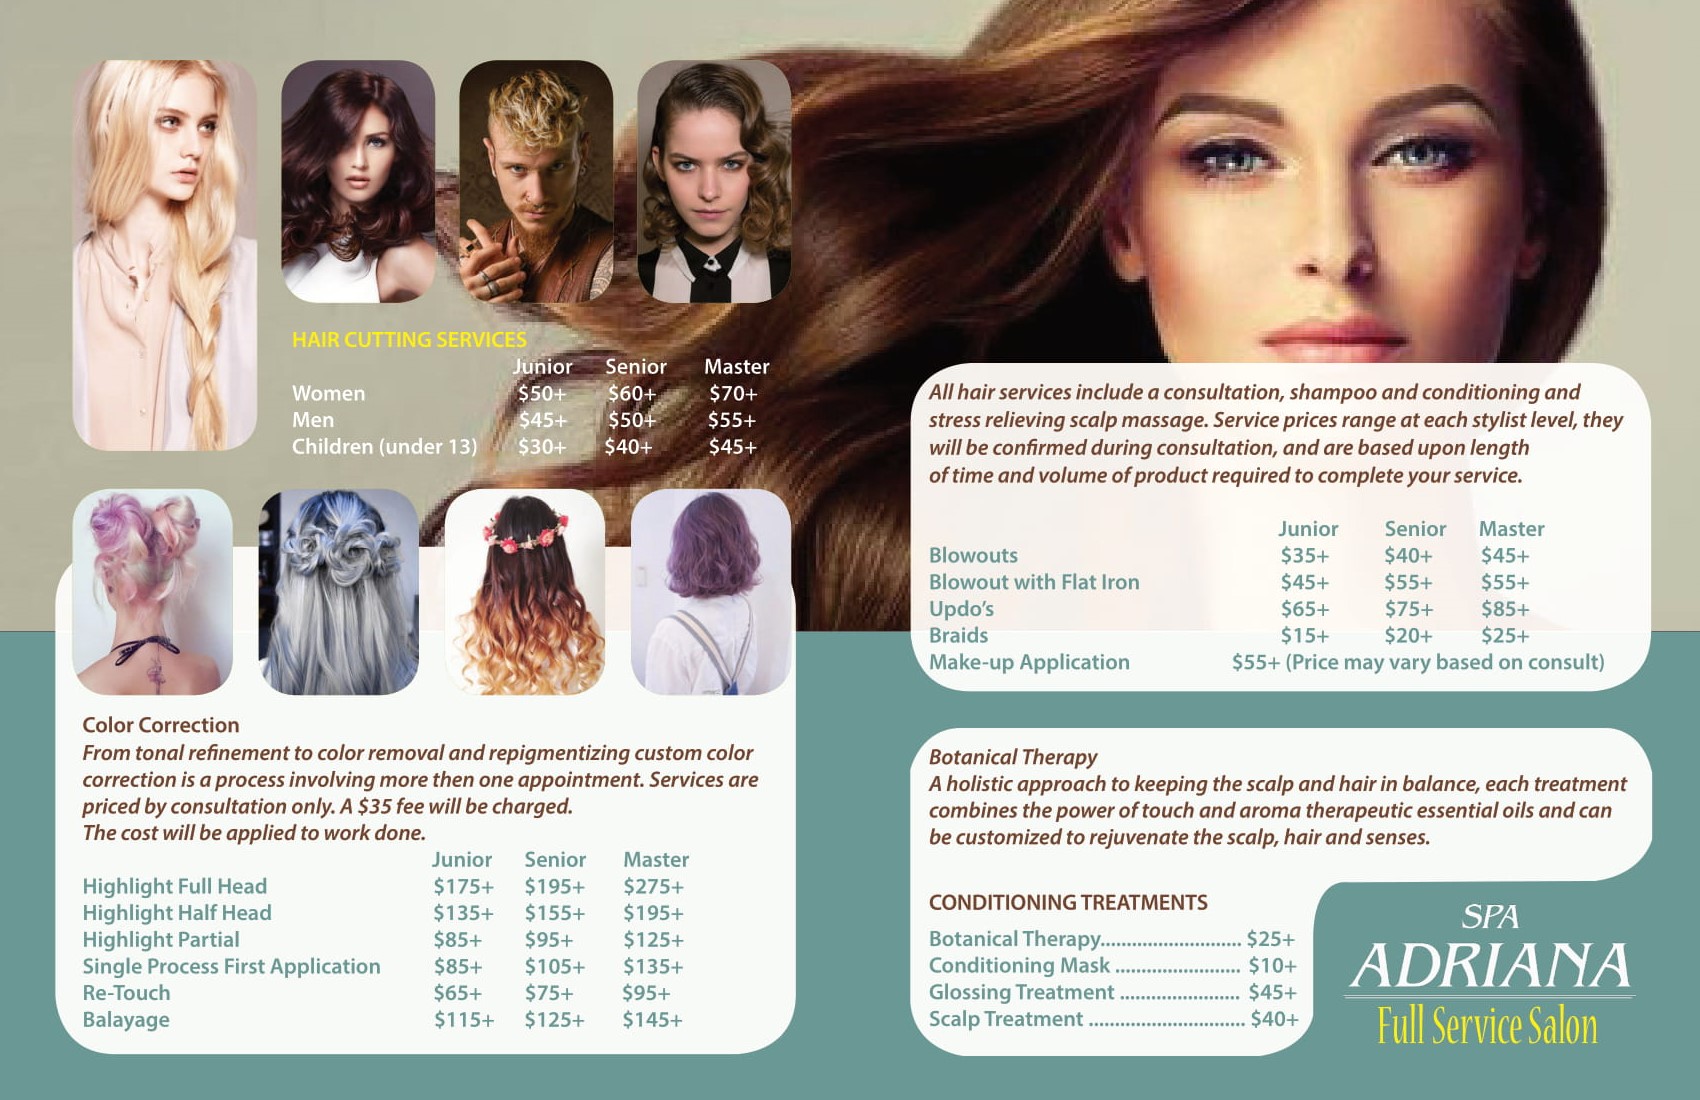 HAIR CUTTING SERVICES
Junior Senior Master
Women $50+ $60+ $70+
Men $45+ $50+ $55+
Children (under 13) $30+ $40+ $45+
Color Correction
From tonal refinement to color removal and repigmentizing custom color
correction is a process involving more then one appointment. Services are
priced by consultation only. A $35 fee will be charged.
The cost will be applied to work done.
Junior Senior Master
Highlight Full Head $175+ $195+ $275+
Highlight Half Head $135+ $155+ $195+
Highlight Partial $85+ $95+ $125+
Single Process First Application $85+ $105+ $135+
Re-Touch $65+ $75+ $95+
Balayage $115+ $125+ $145+
All hair services include a consultation, shampoo and conditioning and
stress relieving scalp massage. Service prices range at each stylist level, they
will be confirmed during consultation, and are based upon length
of time and volume of product required to complete your service.
Junior Senior Master
Blowouts $35+ $40+ $45+
Blowout with Flat Iron $45+ $55+ $55+
Updo’s $65+ $75+ $85+
Braids $15+ $20+ $25+
Make-up Application $55+ (Price may vary based on consult)
Botanical Therapy
A holistic approach to keeping the scalp and hair in balance, each treatment
combines the power of touch and aroma therapeutic essential oils and can
be customized to rejuvenate the scalp, hair and senses.
CONDITIONING TREATMENTS
Botanical Therapy........................... $25+
Conditioning Mask ........................ $10+
Glossing Treatment ....................... $45+
Scalp Treatment .............................. $40+
SPA
ADRIANA
Full Service Salon